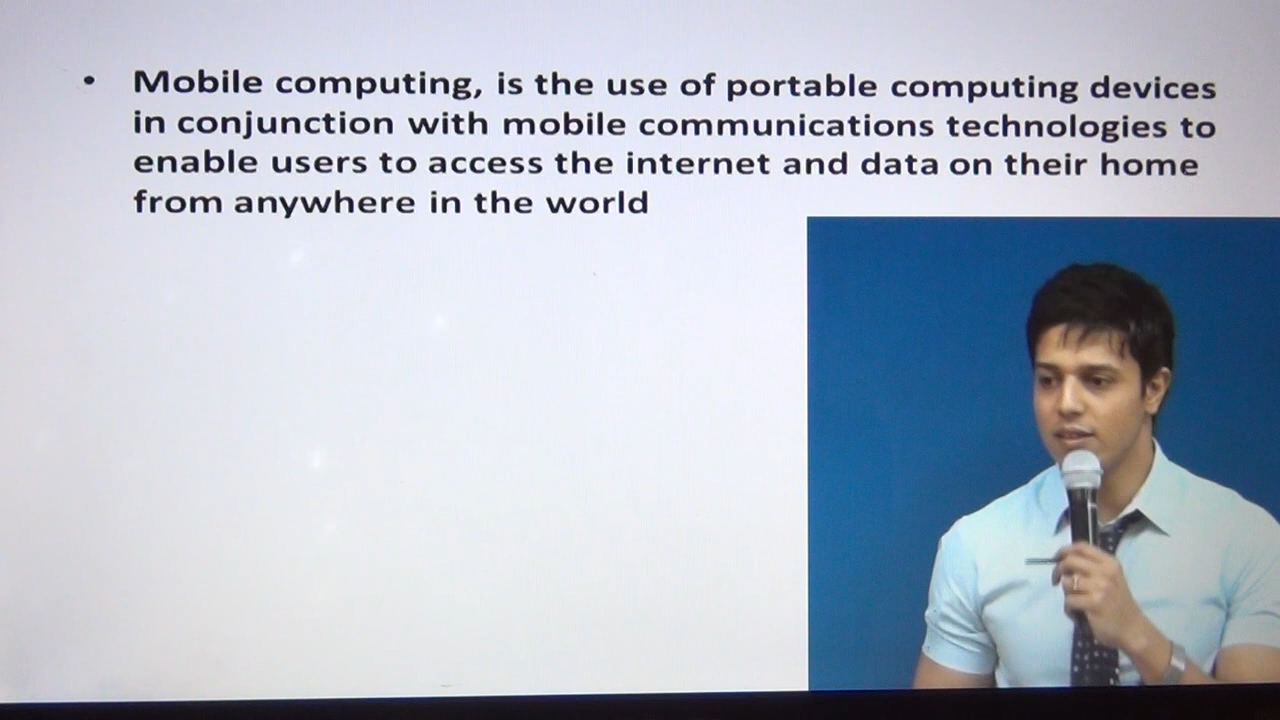 • Mobile computing, is the use of portable computing devices
in conjunction with mobile communications technologies to
enable users to access the internet and data on their home
from anywhere in the world